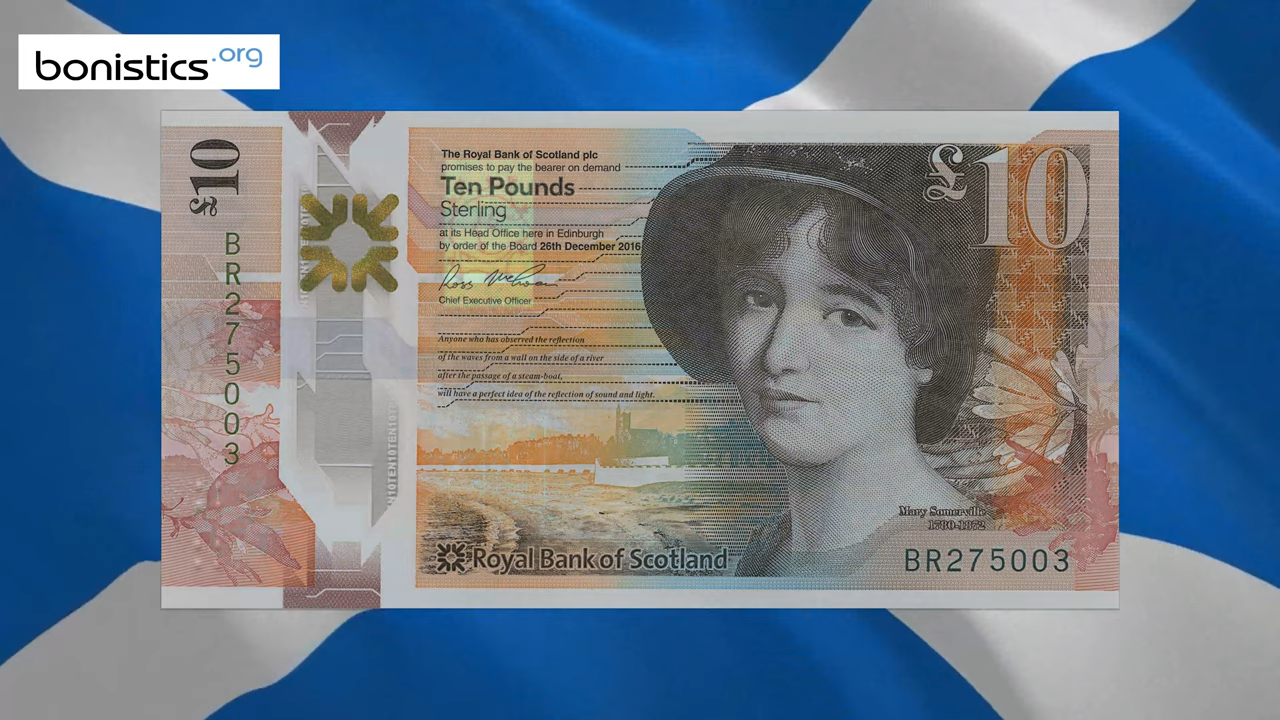 bonistics.org
£10
BR275003
The Royal Bank of Scotland plc
promises to pay the bearer on demand
Ten Pounds
Sterling
at its Head Office here in Edinburgh
by order of the Board 26th December 2016
Chief Executive Officer
Anyone who has observed the reflection
of the waves from a wall on the side of a river
after the passage of a steam-boat,
will have a perfect idea of the reflection of sound and light.
£10
Mary Somerville
1780-1872
Royal Bank of Scotland
BR275003